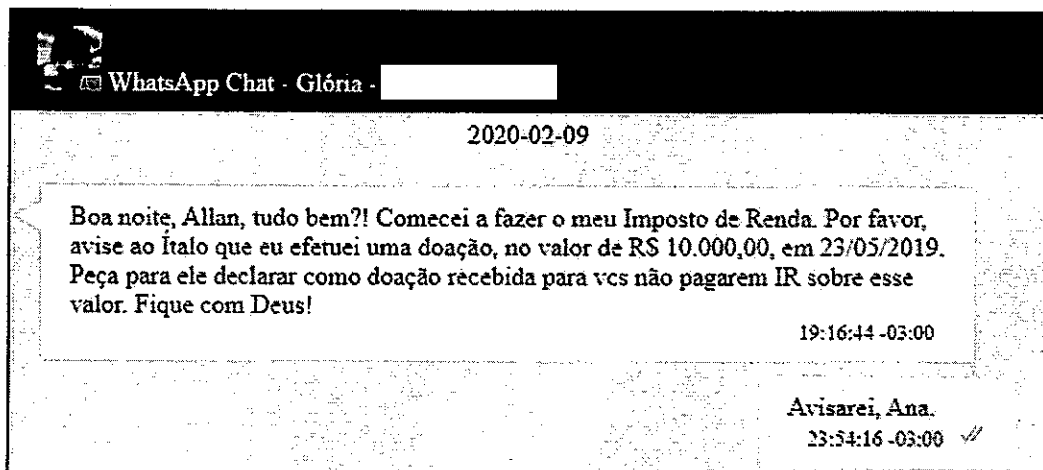 WhatsApp Chat - Glória -
2020-02-09
Boa noite, Allan, tudo bem?! Comecei a fazer o meu Imposto de Renda. Por favor,
avise ao Ítalo que eu efetuei uma doação, no valor de R$ 10.000,00, em 23/05/2019.
Peça para ele declarar como doação recebida para vcs não pagarem IR sobre esse
valor. Fique com Deus!
19:16:44 -03:00
Avisarei, Ana.
23:54:16 -03:00